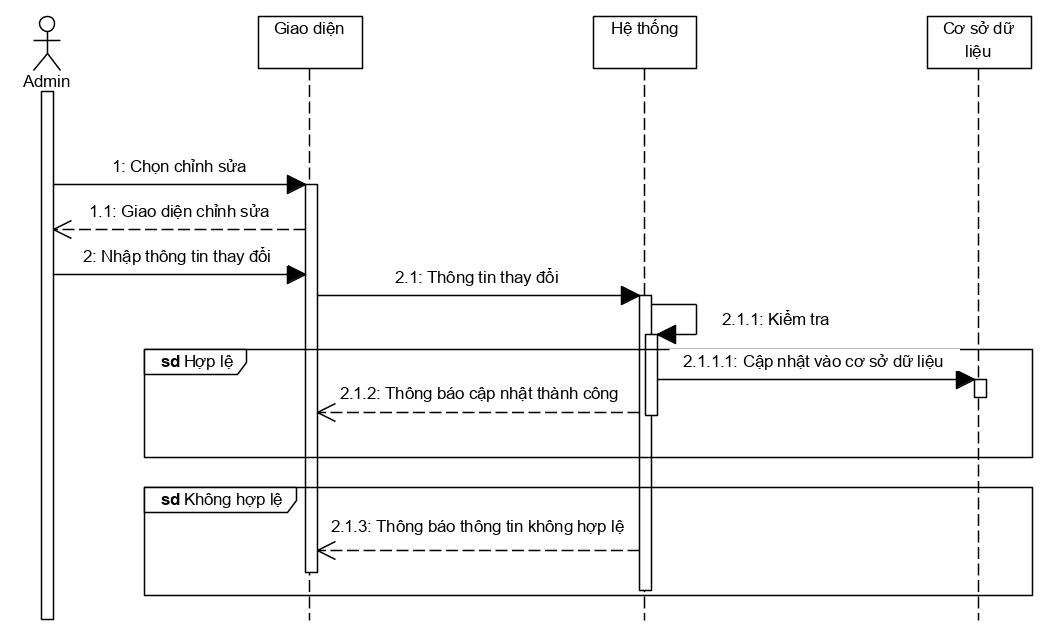 Giao diện
Hệ thống
Cơ sở dữ
liệu
Admin
1: Chọn chỉnh sửa
1.1: Giao diện chỉnh sửa
2: Nhập thông tin thay đổi
2.1: Thông tin thay đổi
2.1.1: Kiểm tra
sd Hợp lệ
2.1.1.1: Cập nhật vào cơ sở dữ liệu
2.1.2: Thông báo cập nhật thành công
sd Không hợp lệ
2.1.3: Thông báo thông tin không hợp lệ